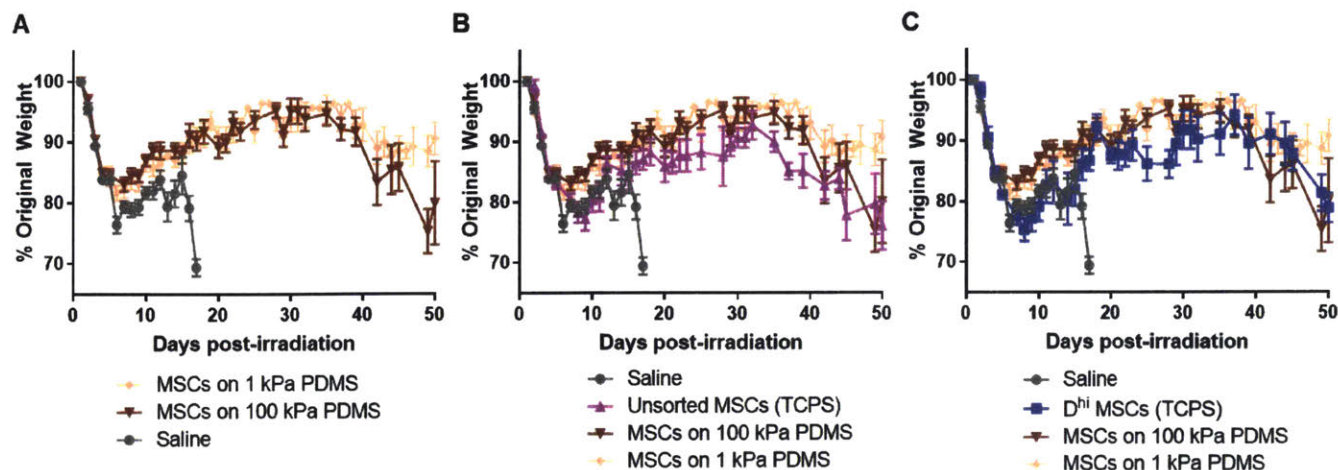 A
% Original Weight
100
90
80
70
0
10
20
30
40
50
Days post-irradiation
MSCs on 1 kPa PDMS
MSCs on 100 kPa PDMS
Saline
B
% Original Weight
100
90
80
70
0
10
20
30
40
50
Days post-irradiation
Saline
Unsorted MSCs (TCPS)
MSCs on 100 kPa PDMS
MSCs on 1 kPa PDMS
C
% Original Weight
100
90
80
70
0
10
20
30
40
50
Days post-irradiation
Saline
Dʰⁱ MSCs (TCPS)
MSCs on 100 kPa PDMS
MSCs on 1 kPa PDMS